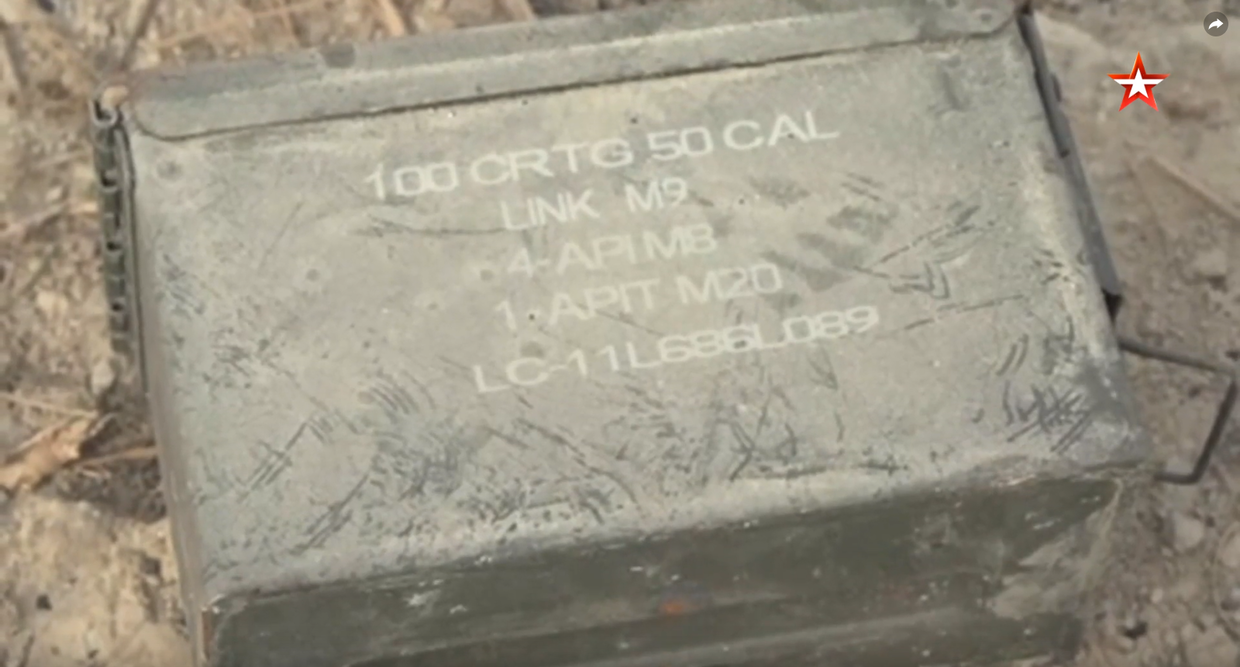 100 CRTG 50 CAL
LINK M9
4-API M8
1-APIT M20
LC-11L686L089